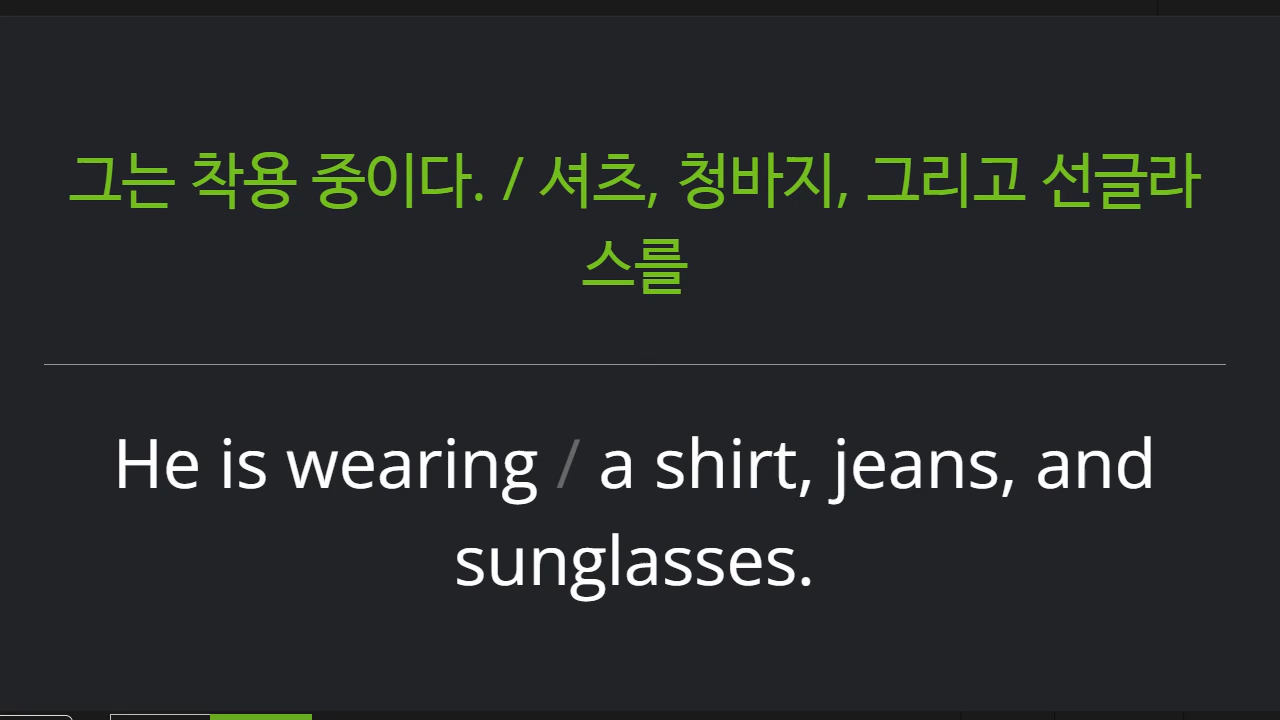 그는 착용 중이다. / 셔츠, 청바지, 그리고 선글라
스를
He is wearing / a shirt, jeans, and
sunglasses.